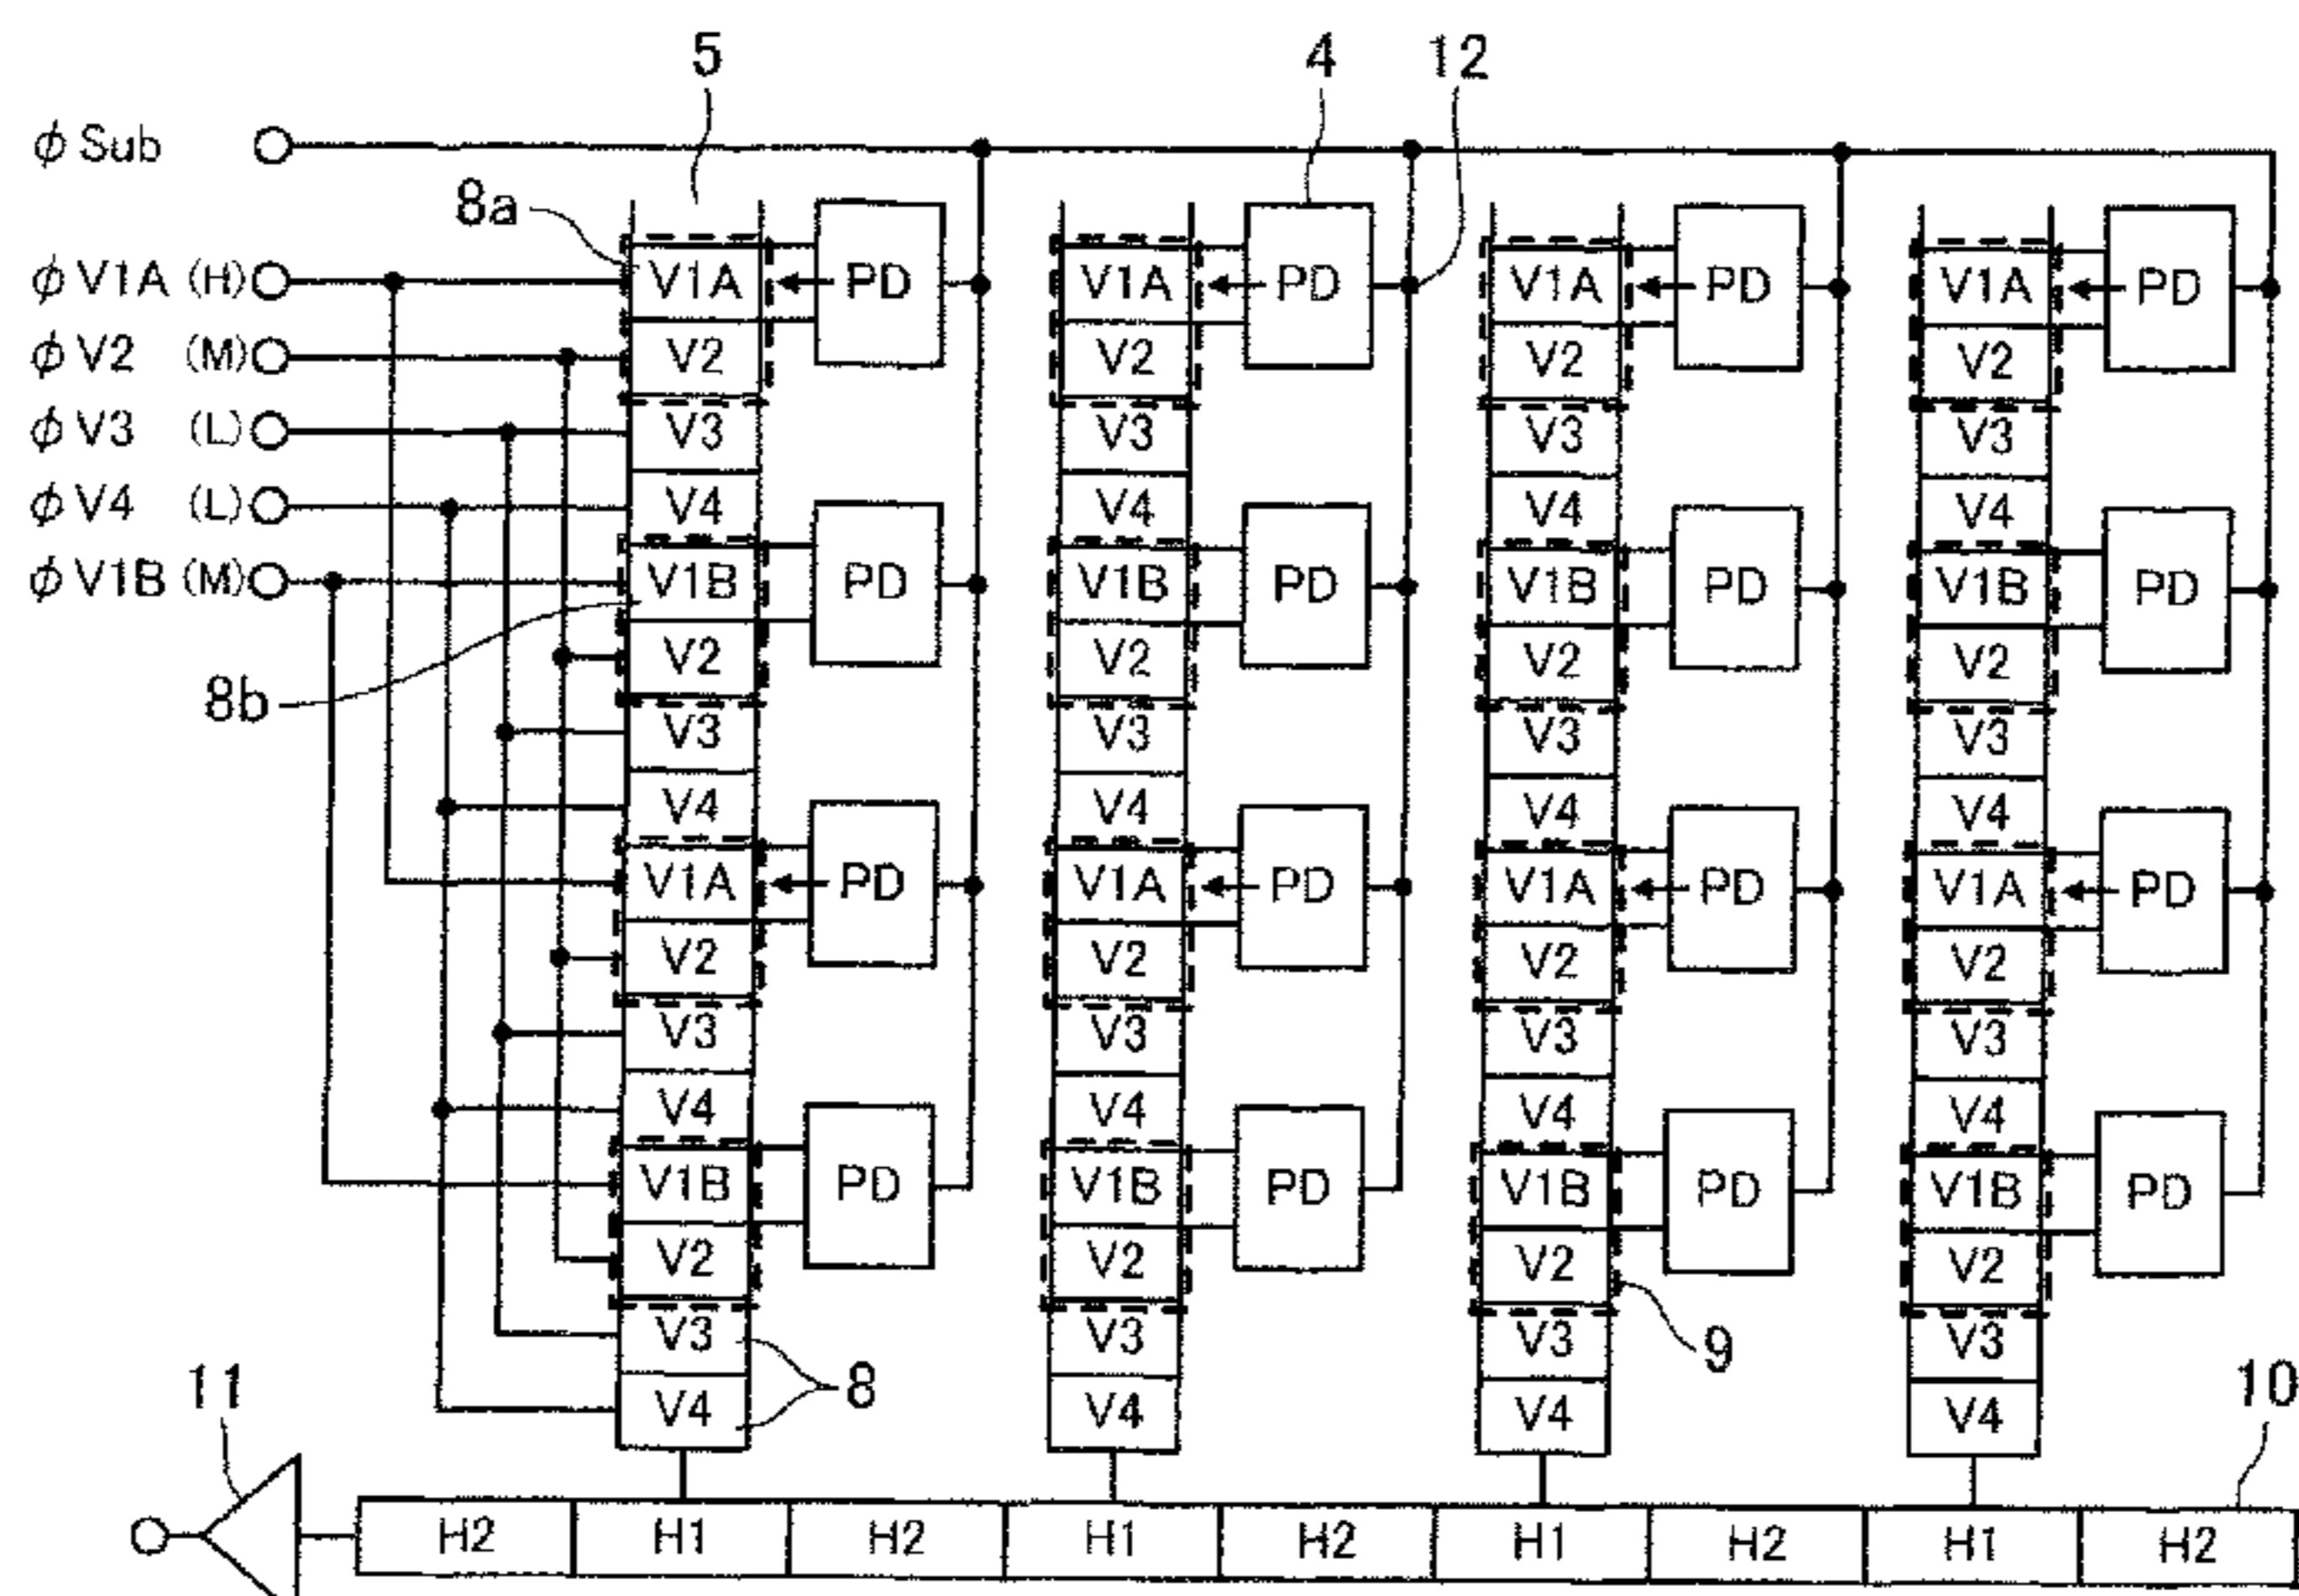 5 4 12
ϕ Sub
8a
ϕ V1A (H) V1A PD V1A PD V1A PD V1A PD
ϕ V2 (M) V2 V2 V2 V2
ϕ V3 (L) V3 V3 V3 V3
ϕ V4 (L) V4 V4 V4 V4
ϕ V1B (M) V1B PD V1B PD V1B PD V1B PD
V2 V2 V2 V2
8b
V3 V3 V3 V3
V4 V4 V4 V4
V1A PD V1A PD V1A PD V1A PD
V2 V2 V2 V2
V3 V3 V3 V3
V4 V4 V4 V4
V1B PD V1B PD V1B PD V1B PD
V2 V2 V2 V2
V3 V3 V3 9 V3
11 8 10
V4 V4 V4 V4
H2 H1 H2 H1 H2 H1 H2 H1 H2